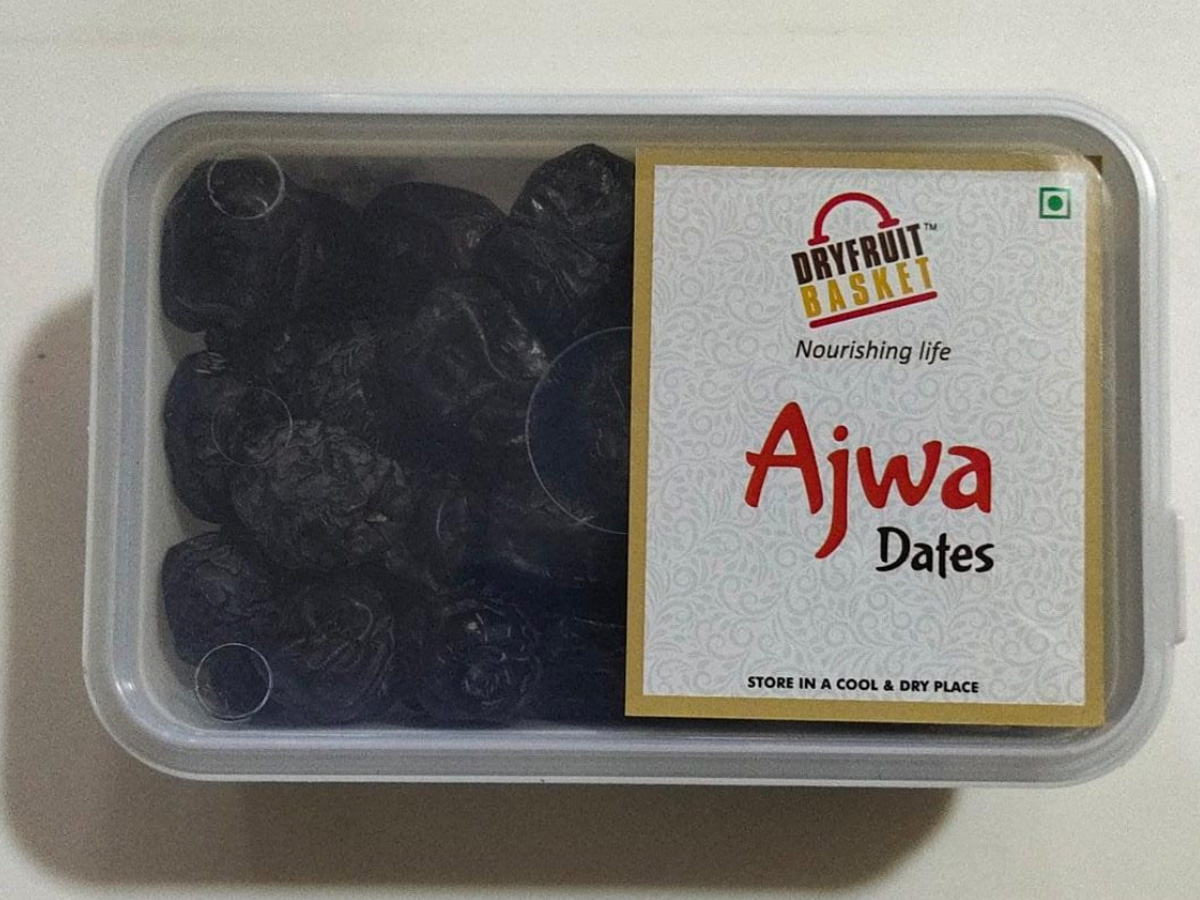 DRYFRUIT™
BASKET
Nourishing life
Ajwa
Dates
STORE IN A COOL & DRY PLACE